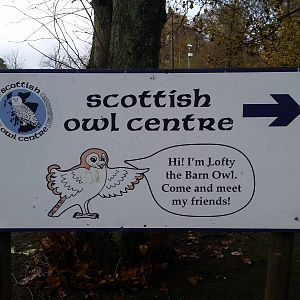 scottish
owl centre
scottish
owl centre
Hi! I'm Lofty
the Barn Owl.
Come and meet
my friends!